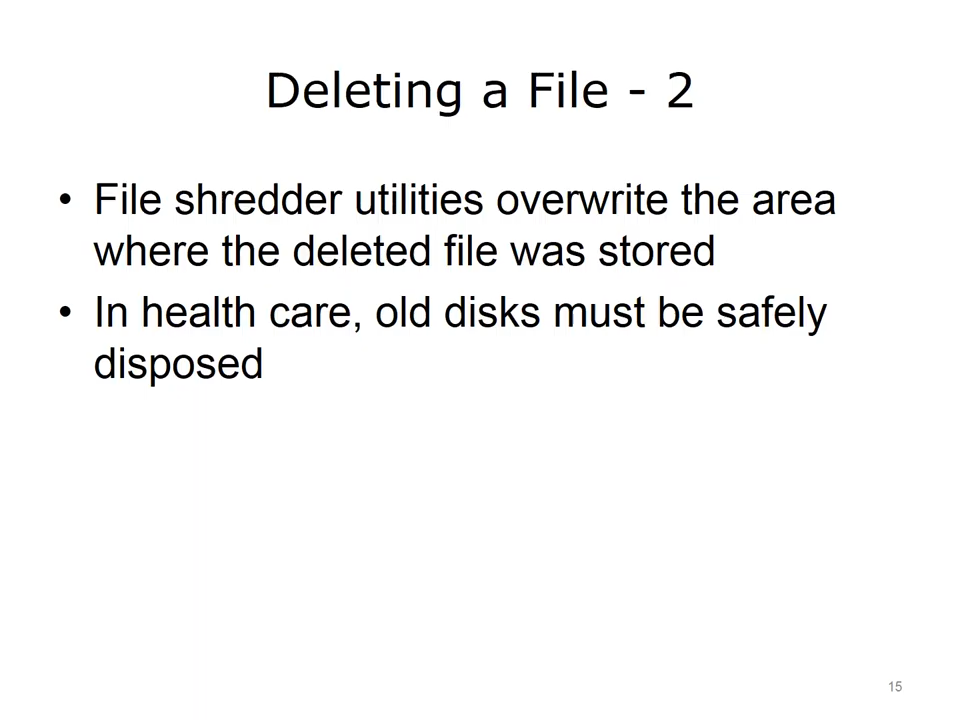 Deleting a File - 2
• File shredder utilities overwrite the area
where the deleted file was stored
• In health care, old disks must be safely
disposed
15